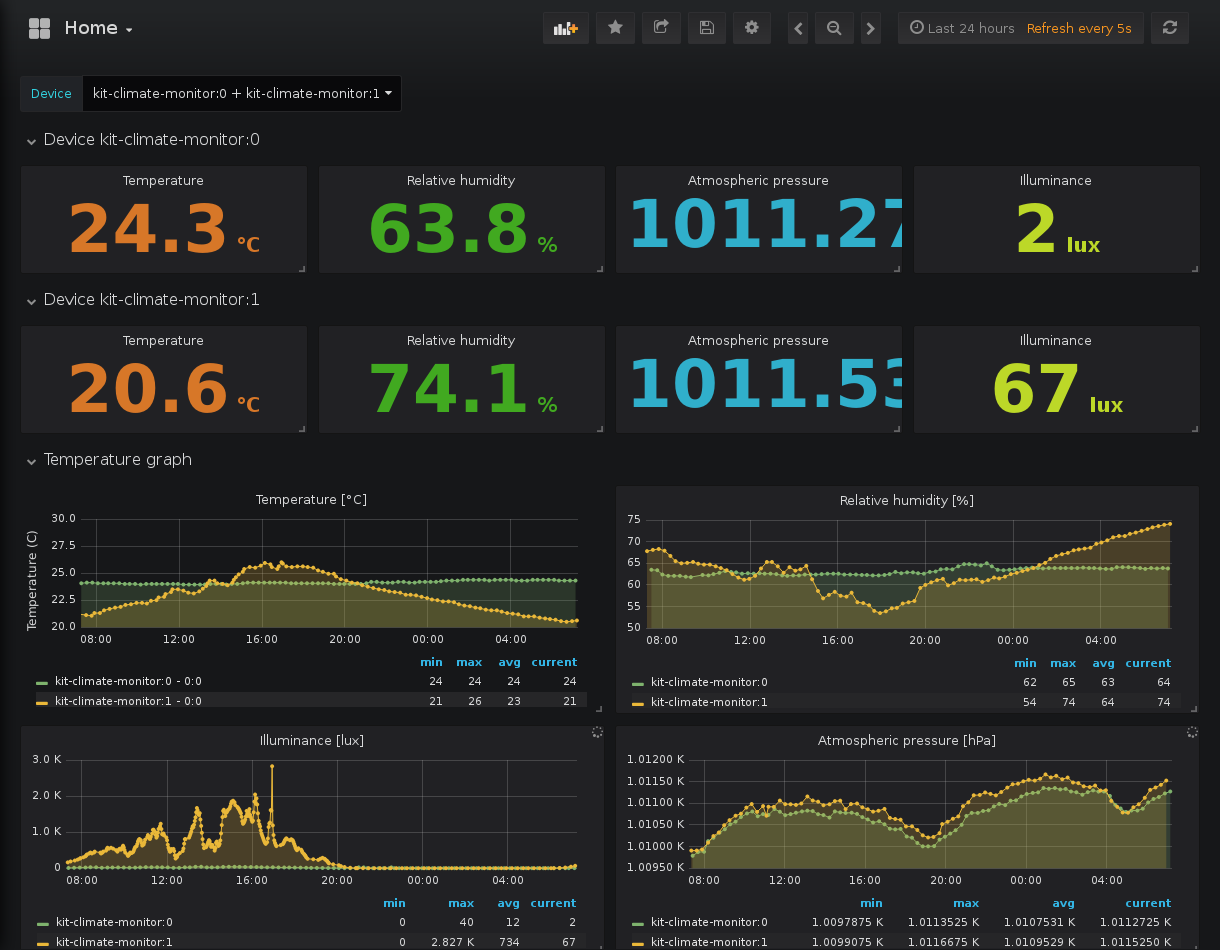 Home
Last 24 hours Refresh every 5s
Device kit-climate-monitor:0 + kit-climate-monitor:1
Device kit-climate-monitor:0
Temperature Relative humidity Atmospheric pressure Illuminance
24.3 °C 63.8 % 1011.27 2 lux
Device kit-climate-monitor:1
Temperature Relative humidity Atmospheric pressure Illuminance
20.6 °C 74.1 % 1011.53 67 lux
Temperature graph
Temperature [°C]
Temperature (C)
30.0
27.5
25.0
22.5
20.0
08:00 12:00 16:00 20:00 00:00 04:00
min max avg current
kit-climate-monitor:0 - 0:0 24 24 24 24
kit-climate-monitor:1 - 0:0 21 26 23 21
Relative humidity [%]
75
70
65
60
55
50
08:00 12:00 16:00 20:00 00:00 04:00
min max avg current
kit-climate-monitor:0 62 65 63 64
kit-climate-monitor:1 54 74 64 74
Illuminance [lux]
3.0 K
2.0 K
1.0 K
0
08:00 12:00 16:00 20:00 00:00 04:00
min max avg current
kit-climate-monitor:0 0 40 12 2
kit-climate-monitor:1 0 2.827 K 734 67
Atmospheric pressure [hPa]
1.01200 K
1.01150 K
1.01100 K
1.01050 K
1.01000 K
1.00950 K
08:00 12:00 16:00 20:00 00:00 04:00
min max avg current
kit-climate-monitor:0 1.0097875 K 1.0113525 K 1.0107531 K 1.0112725 K
kit-climate-monitor:1 1.0099075 K 1.0116675 K 1.0109529 K 1.0115250 K